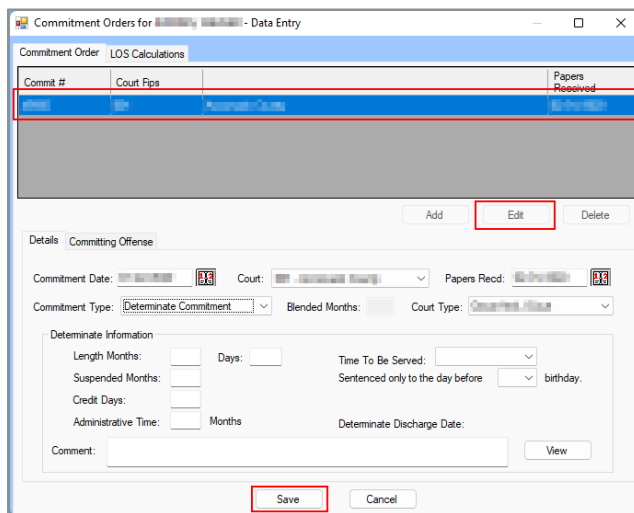 Commitment Orders for - Data Entry
Commitment Order LOS Calculations
Commit # Court Fips Papers Received
Add Edit Delete
Details Committing Offense
Commitment Date: Court: Papers Recd:
Commitment Type: Determinate Commitment Blended Months: Court Type:
Determinate Information
Length Months: Days: Time To Be Served:
Suspended Months: Sentenced only to the day before birthday.
Credit Days:
Administrative Time: Months Determinate Discharge Date:
Comment: View
Save Cancel